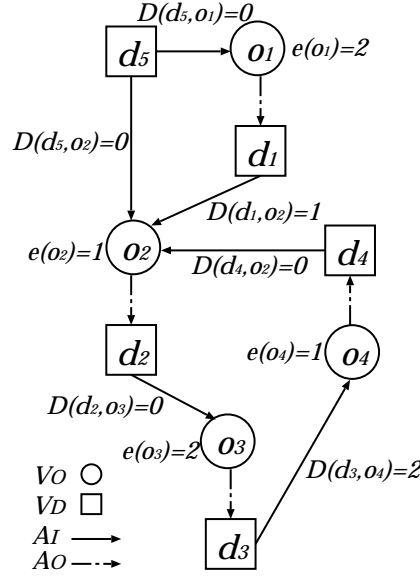 D(d5,o1)=0
d5
o1
e(o1)=2
D(d5,o2)=0
d1
D(d1,o2)=1
e(o2)=1
o2
d4
D(d4,o2)=0
d2
e(o4)=1
o4
D(d2,o3)=0
e(o3)=2
o3
D(d3,o4)=2
VO
VD
AI
d3
AO